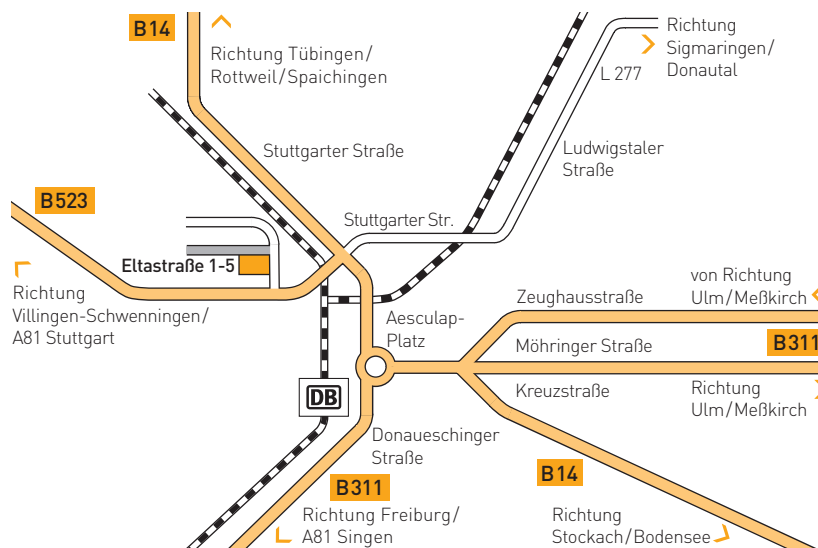 B14
Richtung Tübingen/
Rottweil/Spaichingen
Richtung
Sigmaringen/
Donautal
L 277
Stuttgarter Straße
Ludwigstaler
Straße
B523
Stuttgarter Str.
Eltastraße 1-5
Richtung
Villingen-Schwenningen/
A81 Stuttgart
von Richtung
Ulm/Meßkirch
Zeughausstraße
Aesculap-
Platz
Möhringer Straße
B311
Kreuzstraße
Richtung
Ulm/Meßkirch
DB
Donaueschinger
Straße
B311
Richtung Freiburg/
A81 Singen
B14
Richtung
Stockach/Bodensee